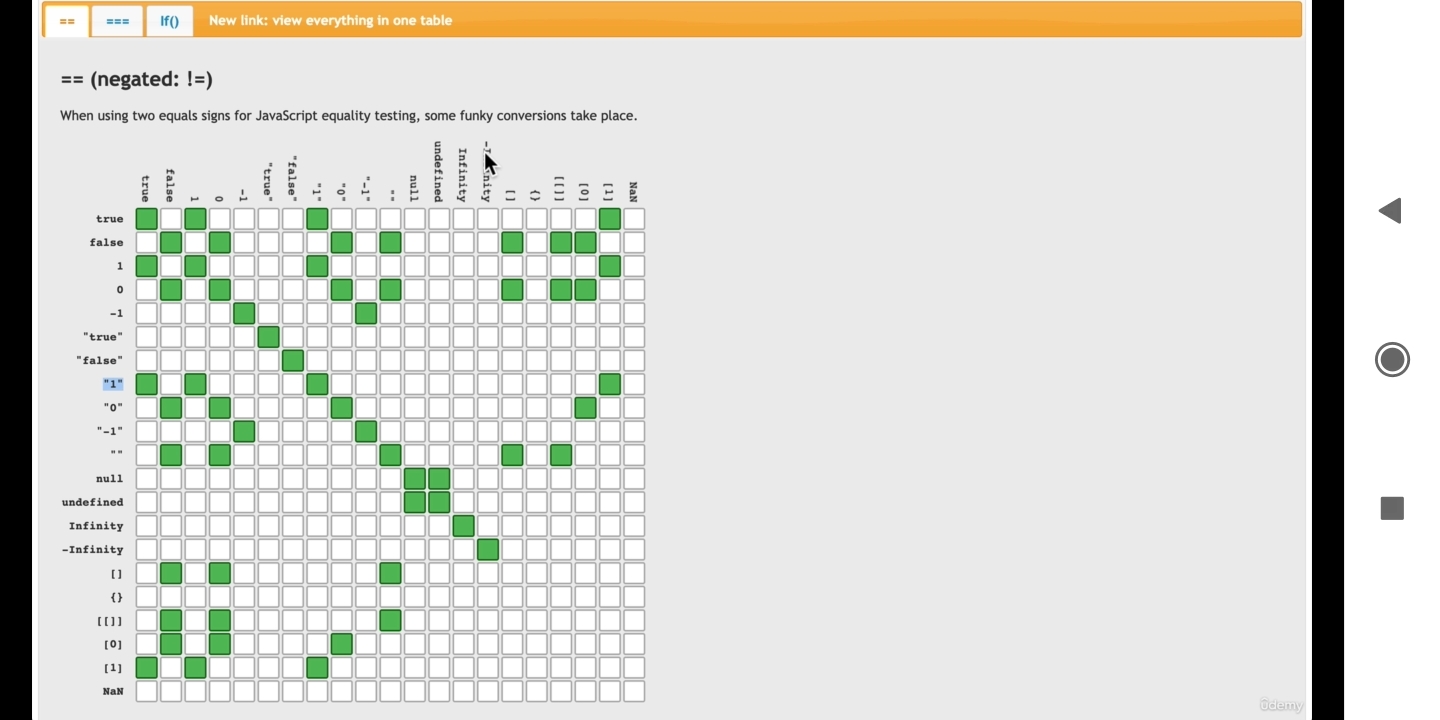 == === If() New link: view everything in one table
== (negated: !=)
When using two equals signs for JavaScript equality testing, some funky conversions take place.
true false 1 0 -1 "true" "false" "1" "0" "-1" "" null undefined Infinity [] {} [[]] [0] [1] NaN
true
false
1
0
-1
"true"
"false"
"1"
"0"
"-1"
""
null
undefined
Infinity
-Infinity
[]
{}
[[]]
[0]
[1]
NaN
ûdemy